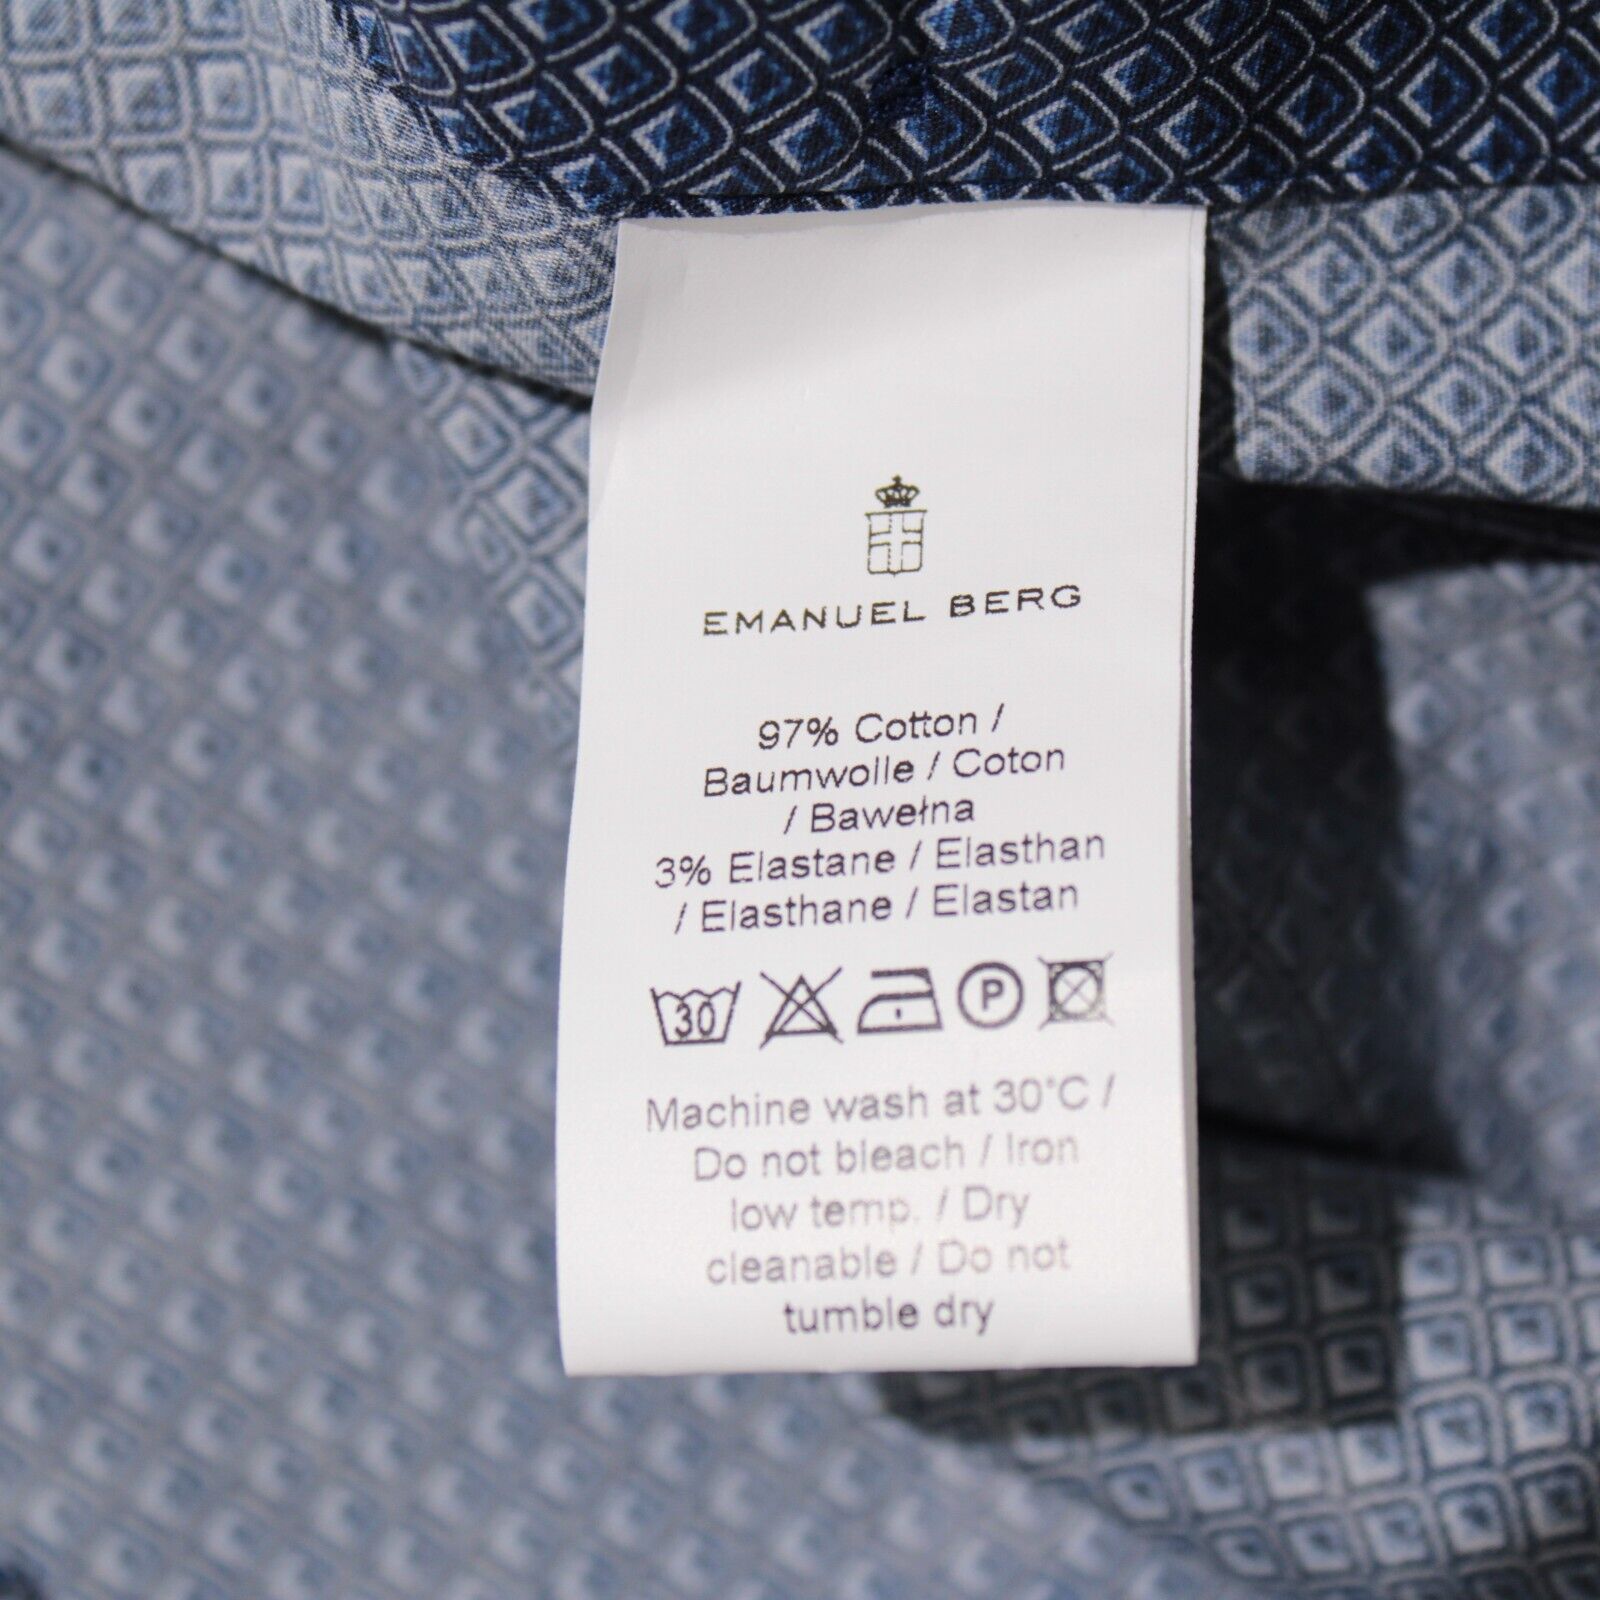 EMANUEL BERG
97% Cotton /
Baumwolle / Coton
/ Bawełna
3% Elastane / Elasthan
/ Elasthane / Elastan
30 P
Machine wash at 30°C /
Do not bleach / Iron
low temp. / Dry
cleanable / Do not
tumble dry